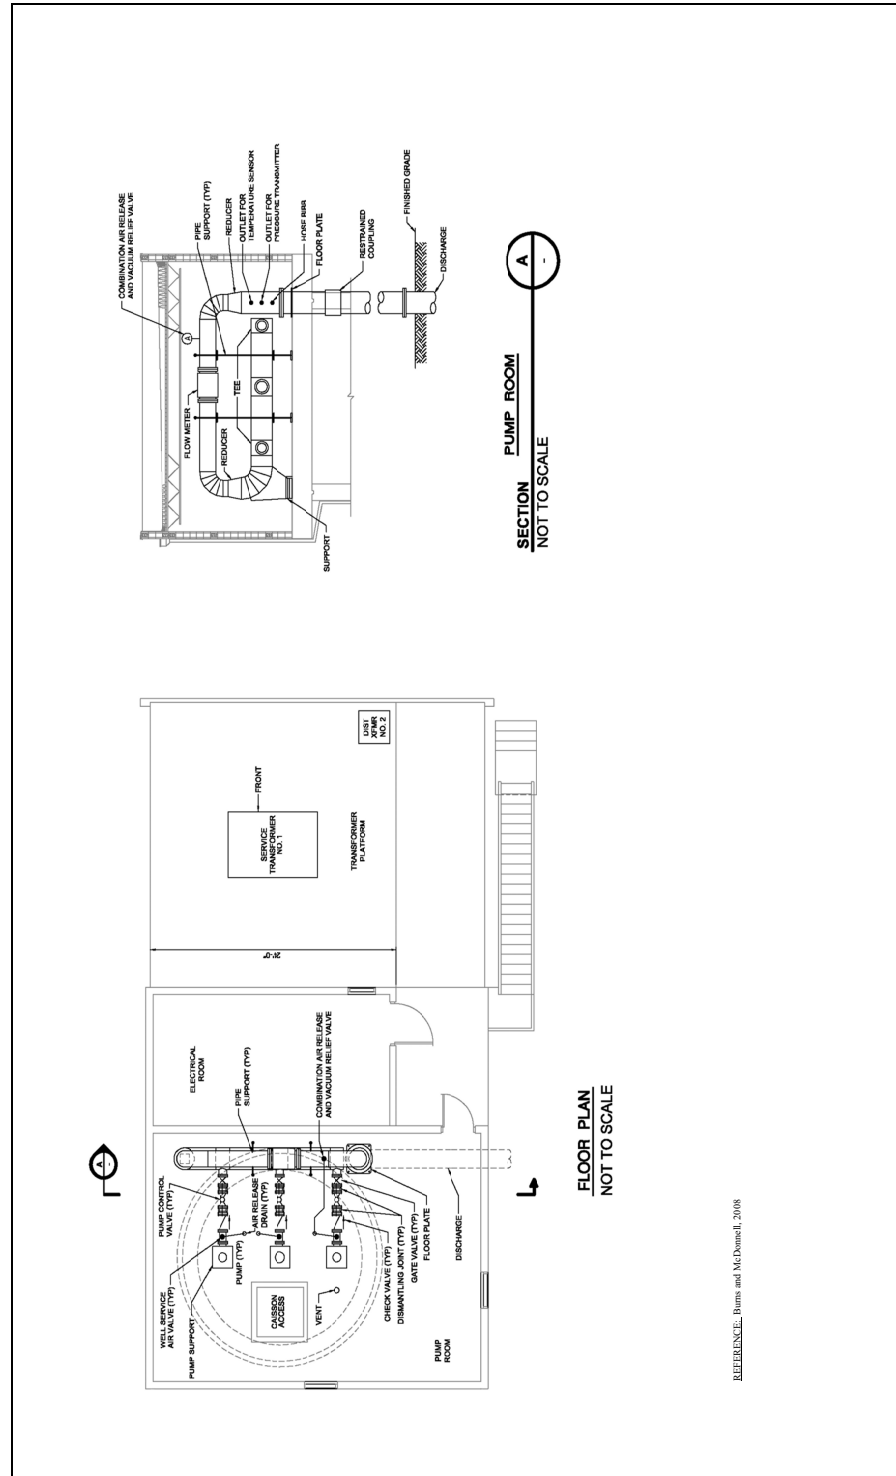 COMBINATION AIR RELEASE
AND VACUUM RELIEF VALVE
PIPE
SUPPORT (TYP)
REDUCER
OUTLET FOR
TEMPERATURE SENSOR
OUTLET FOR
PRESSURE TRANSMITTER
HOSE BIBB
FLOOR PLATE
RESTRAINED
COUPLING
FINISHED GRADE
DISCHARGE
A
FLOW METER
TEE
REDUCER
SUPPORT
A
-
SECTION PUMP ROOM
NOT TO SCALE
DIST
XFMR
NO. 2
FRONT
SERVICE
TRANSFORMER
NO. 1
TRANSFORMER
PLATFORM
ELECTRICAL
ROOM
PIPE
SUPPORT (TYP)
COMBINATION AIR RELEASE
AND VACUUM RELIEF VALVE
A
-
PUMP CONTROL
VALVE (TYP)
AIR RELEASE
DRAIN (TYP)
WELL SERVICE
AIR VALVE (TYP)
PUMP SUPPORT
PUMP (TYP)
CAISSON
ACCESS
VENT
CHECK VALVE (TYP)
DISMANTLING JOINT (TYP)
GATE VALVE (TYP)
FLOOR PLATE
DISCHARGE
PUMP
ROOM
FLOOR PLAN
NOT TO SCALE
REFERENCE: Burns and McDonnell, 2008